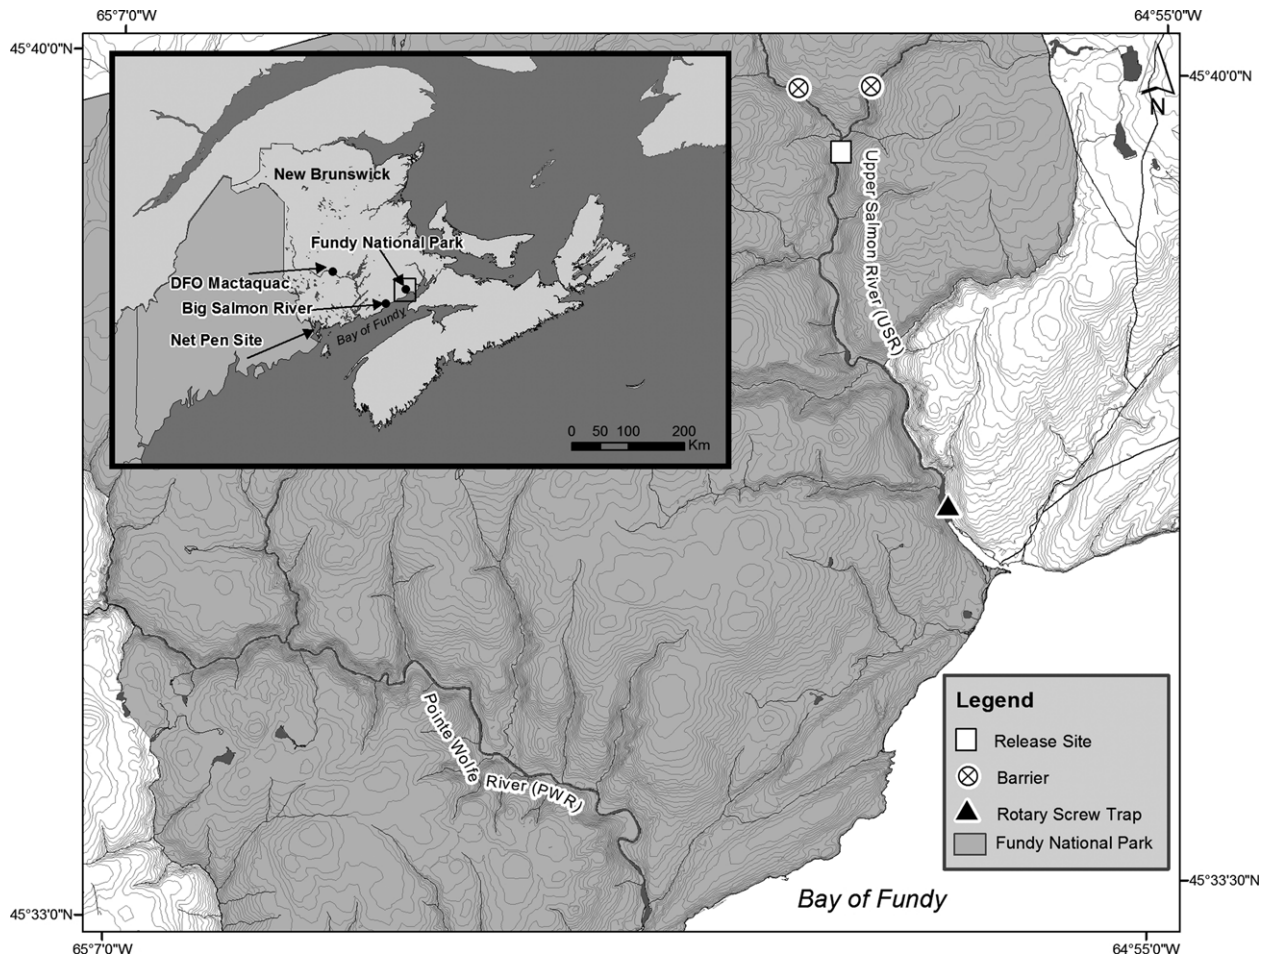 65°7'0"W
64°55'0"W
45°40'0"N
45°40'0"N
N
New Brunswick
Fundy National Park
DFO Mactaquac
Big Salmon River
Net Pen Site
Bay of Fundy
0 50 100 200
Km
Upper Salmon River (USR)
Pointe Wolfe River (PWR)
Legend
Release Site
Barrier
Rotary Screw Trap
Fundy National Park
Bay of Fundy
45°33'30"N
45°33'0"N
65°7'0"W
64°55'0"W